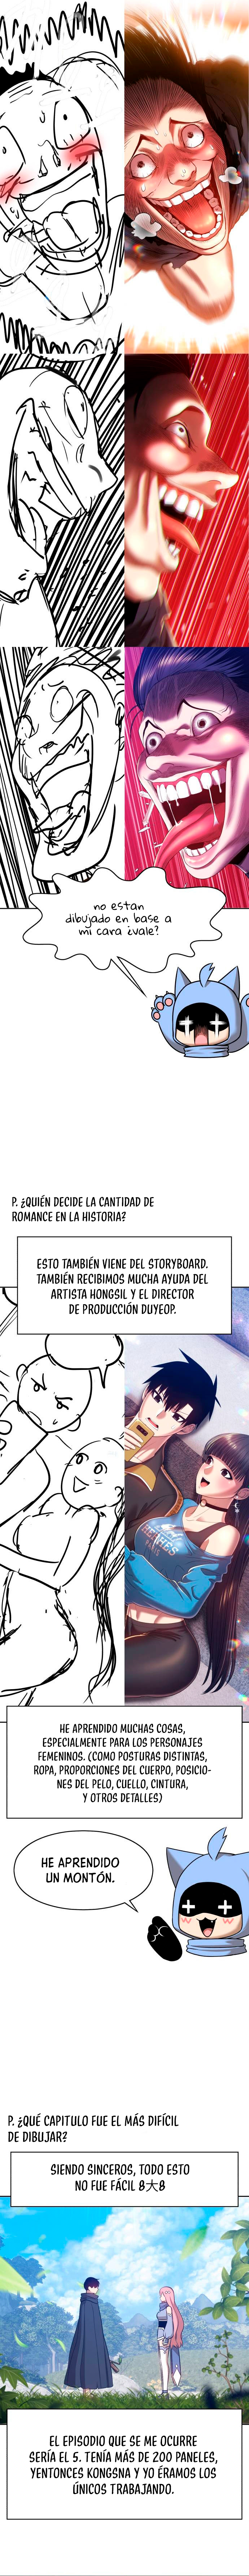 no estan
dibujado en base a
mi cara ¿vale?
P. ¿QUIÉN DECIDE LA CANTIDAD DE
ROMANCE EN LA HISTORIA?
ESTO TAMBIÉN VIENE DEL STORYBOARD.
TAMBIÉN RECIBIMOS MUCHA AYUDA DEL
ARTISTA HONGSIL Y EL DIRECTOR
DE PRODUCCIÓN DUYEOP.
HE APRENDIDO MUCHAS COSAS,
ESPECIALMENTE PARA LOS PERSONAJES
FEMENINOS. (COMO POSTURAS DISTINTAS,
ROPA, PROPORCIONES DEL CUERPO, POSICIO-
NES DEL PELO, CUELLO, CINTURA,
Y OTROS DETALLES)
HE APRENDIDO
UN MONTÓN.
P. ¿QUÉ CAPITULO FUE EL MÁS DIFÍCIL
DE DIBUJAR?
SIENDO SINCEROS, TODO ESTO
NO FUE FÁCIL 8大8
EL EPISODIO QUE SE ME OCURRE
SERÍA EL 5. TENÍA MÁS DE 200 PANELES,
YENTONCES KONGSNA Y YO ÉRAMOS LOS
ÚNICOS TRABAJANDO.